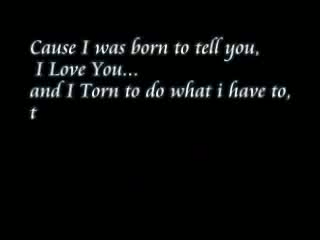 Cause I was born to tell you,
I Love You...
and I Torn to do what i have to,
t